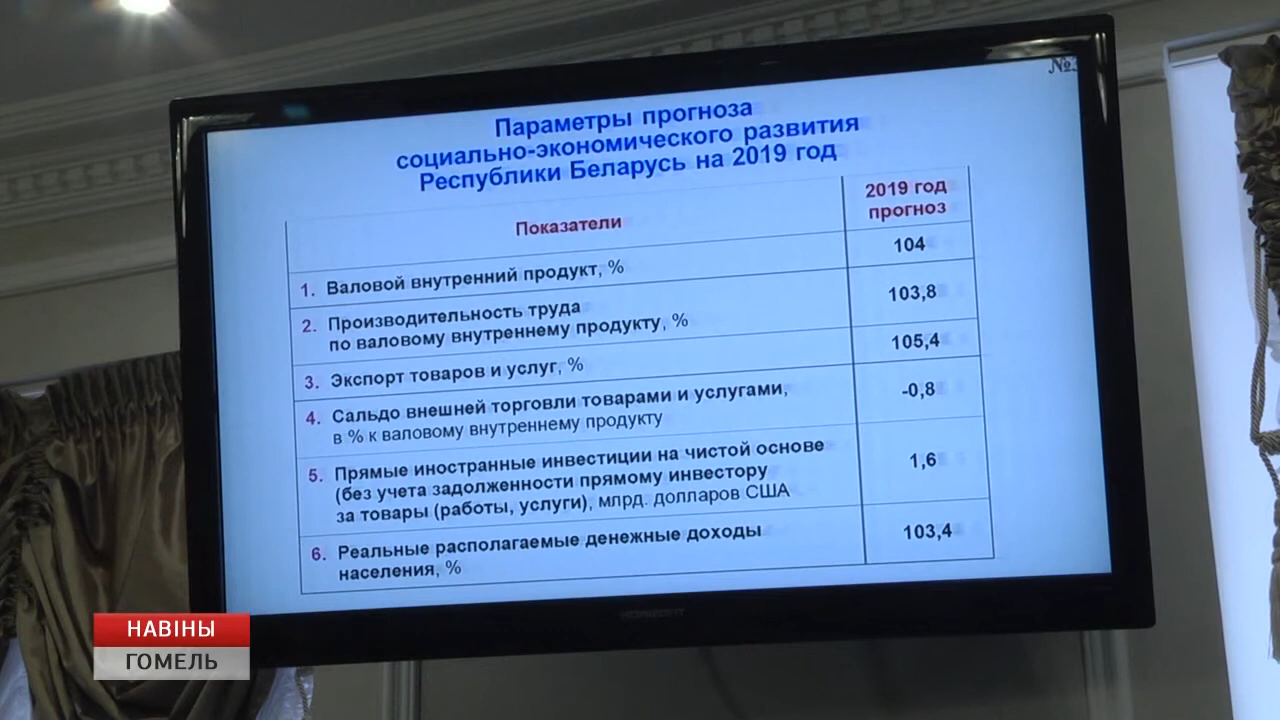 №
Параметры прогноза
социально-экономического развития
Республики Беларусь на 2019 год
Показатели
2019 год
прогноз
1. Валовой внутренний продукт, %
104
2. Производительность труда
по валовому внутреннему продукту, %
103,8
3. Экспорт товаров и услуг, %
105,4
4. Сальдо внешней торговли товарами и услугами,
в % к валовому внутреннему продукту
-0,8
5. Прямые иностранные инвестиции на чистой основе
(без учета задолженности прямому инвестору
за товары (работы, услуги), млрд. долларов США
1,6
6. Реальные располагаемые денежные доходы
населения, %
103,4
HORIZONT
НАВІНЫ
ГОМЕЛЬ